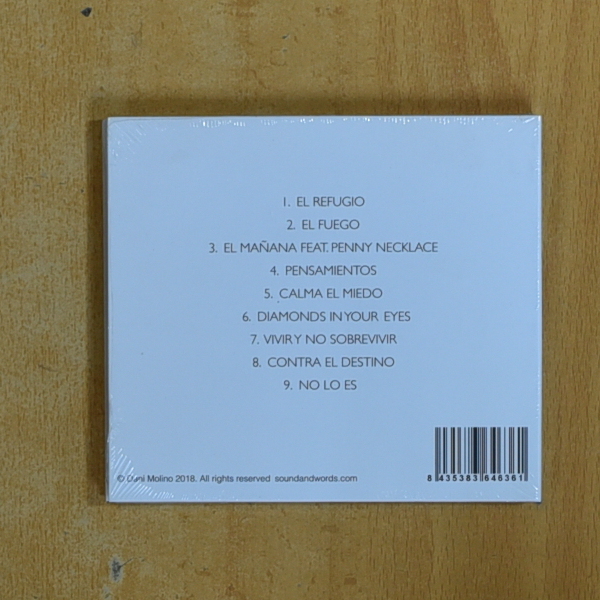 1. EL REFUGIO
2. EL FUEGO
3. EL MAÑANA FEAT. PENNY NECKLACE
4. PENSAMIENTOS
5. CALMA EL MIEDO
6. DIAMONDS IN YOUR EYES
7. VIVIR Y NO SOBREVIVIR
8. CONTRA EL DESTINO
9. NO LO ES
© Dani Molino 2018. All rights reserved soundandwords.com
8 435383 646361